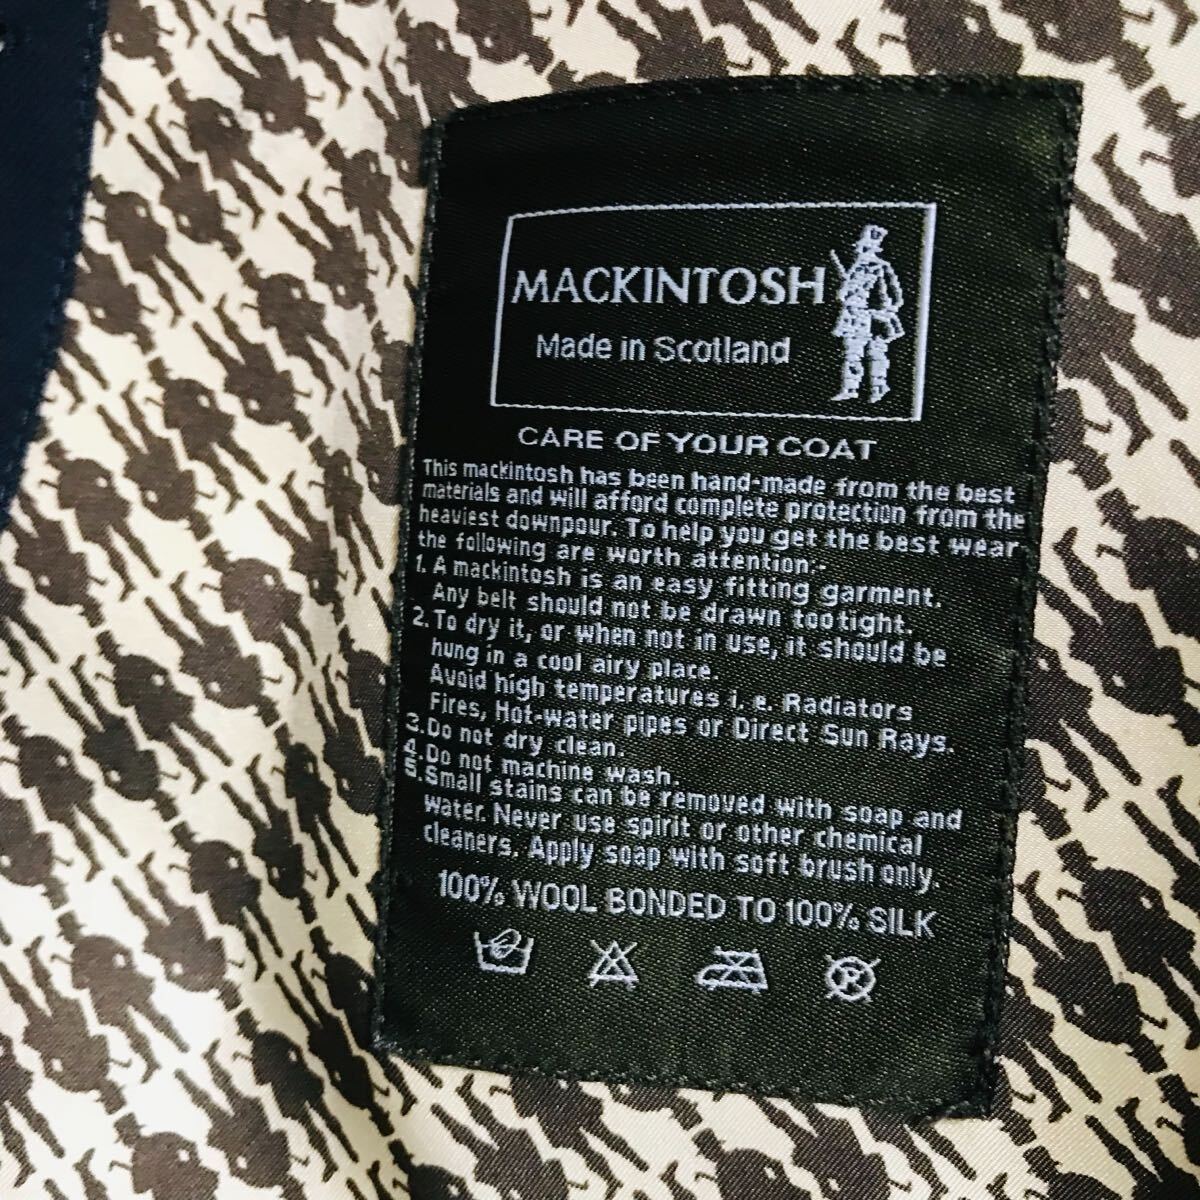 MACKINTOSH
Made in Scotland
CARE OF YOUR COAT
This mackintosh has been hand-made from the best
materials and will afford complete protection from the
heaviest downpour. To help you get the best wear
the following are worth attention:-
1. A mackintosh is an easy fitting garment.
Any belt should not be drawn tootight.
2. To dry it, or when not in use, it should be
hung in a cool airy place.
Avoid high temperatures i. e. Radiators
Fires, Hot-water pipes or Direct Sun Rays.
3. Do not dry clean.
4. Do not machine wash.
5. Small stains can be removed with soap and
water. Never use spirit or other chemical
cleaners. Apply soap with soft brush only.
100% WOOL BONDED TO 100% SILK
P